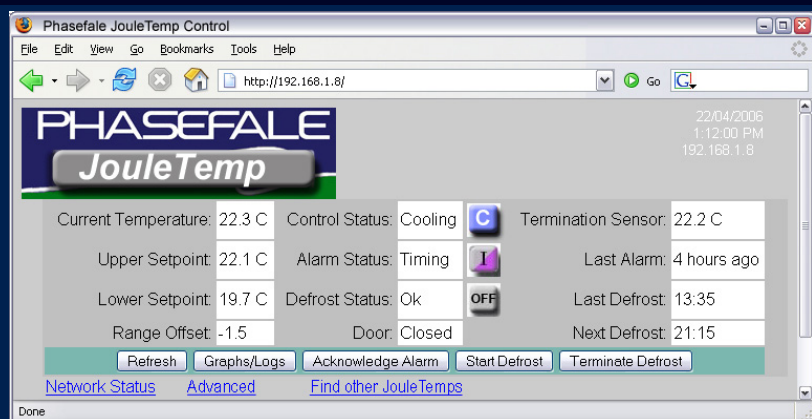 Phasefale JouleTemp Control
File Edit View Go Bookmarks Tools Help
http://192.168.1.8/ Go G
PHASEFALE
JouleTemp
22/04/2006
1:12:00 PM
192.168.1.8
Current Temperature: 22.3 C Control Status: Cooling C Termination Sensor: 22.2 C
Upper Setpoint: 22.1 C Alarm Status: Timing I Last Alarm: 4 hours ago
Lower Setpoint: 19.7 C Defrost Status: Ok OFF Last Defrost: 13:35
Range Offset: -1.5 Door: Closed Next Defrost: 21:15
Refresh Graphs/Logs Acknowledge Alarm Start Defrost Terminate Defrost
Network Status Advanced Find other JouleTemps
Done